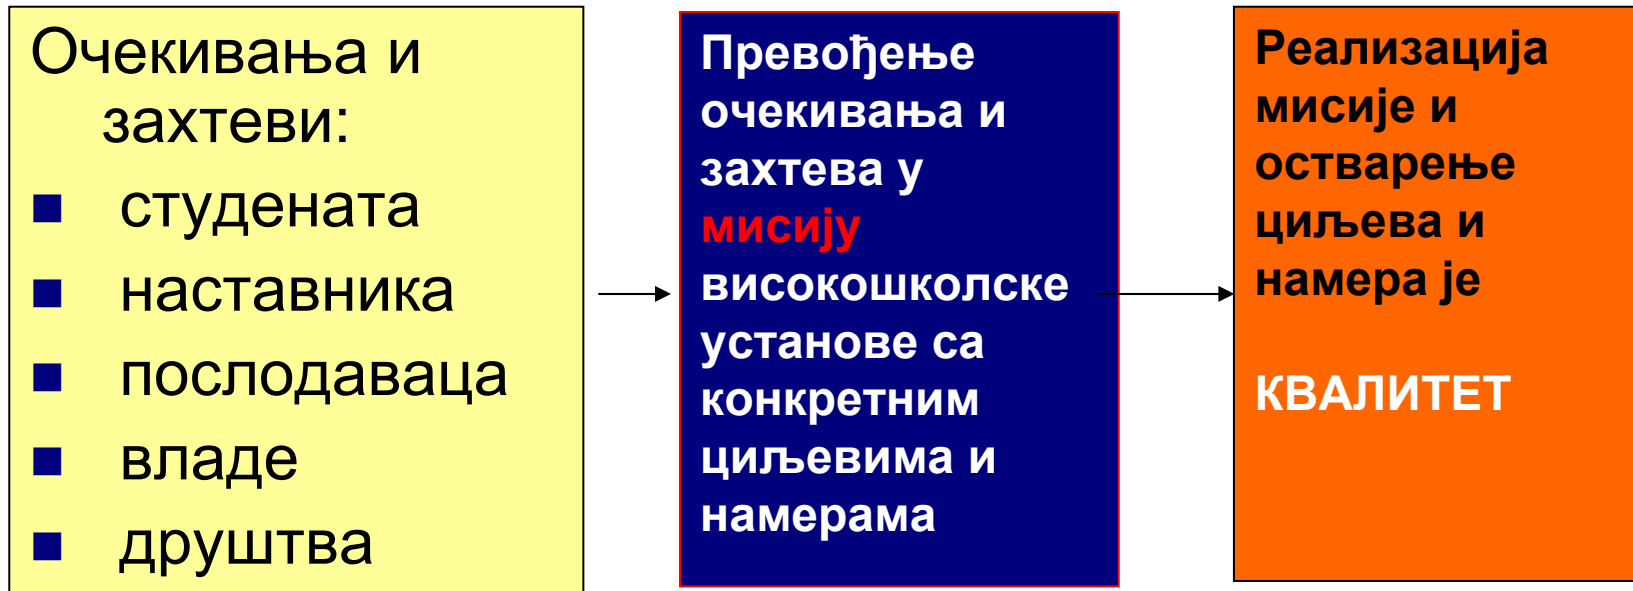 Очекивања и
захтеви:
студената
наставника
послодаваца
владе
друштва
Превођење
очекивања и
захтева у
мисију
високошколске
установе са
конкретним
циљевима и
намерама
Реализација
мисије и
остварење
циљева и
намера је
КВАЛИТЕТ